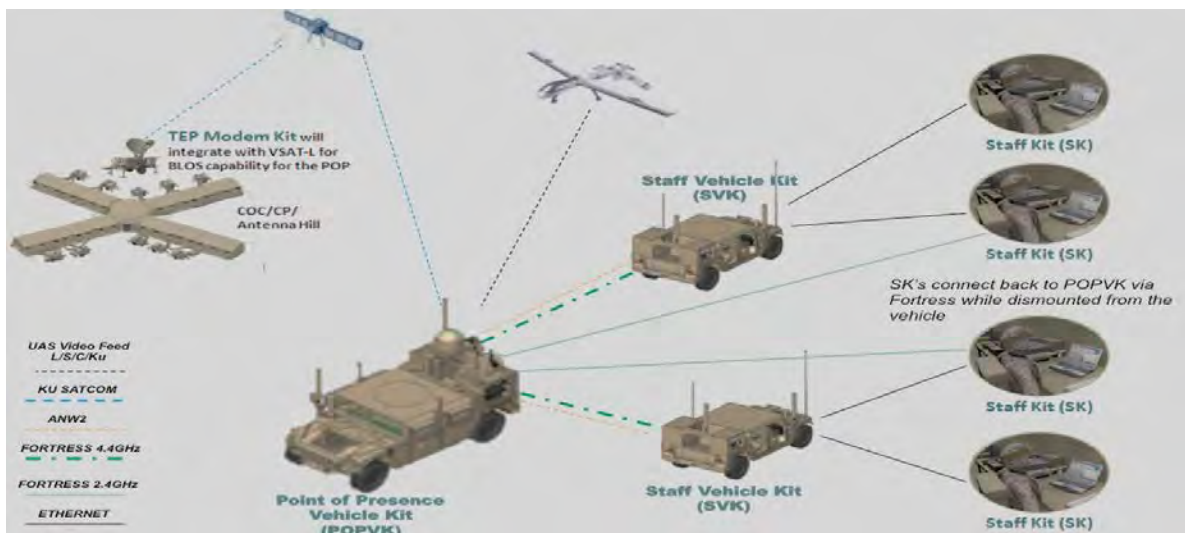 TEP Modem Kit will
integrate with VSAT-L for
BLOS capability for the POP
COC/CP/
Antenna Hill
Staff Vehicle Kit
(SVK)
Staff Kit (SK)
Staff Kit (SK)
SK's connect back to POPVK via
Fortress while dismounted from the
vehicle
UAS Video Feed
L/S/C/Ku
KU SATCOM
ANW2
FORTRESS 4.4GHz
FORTRESS 2.4GHz
ETHERNET
Point of Presence
Vehicle Kit
(POPVK)
Staff Vehicle Kit
(SVK)
Staff Kit (SK)
Staff Kit (SK)